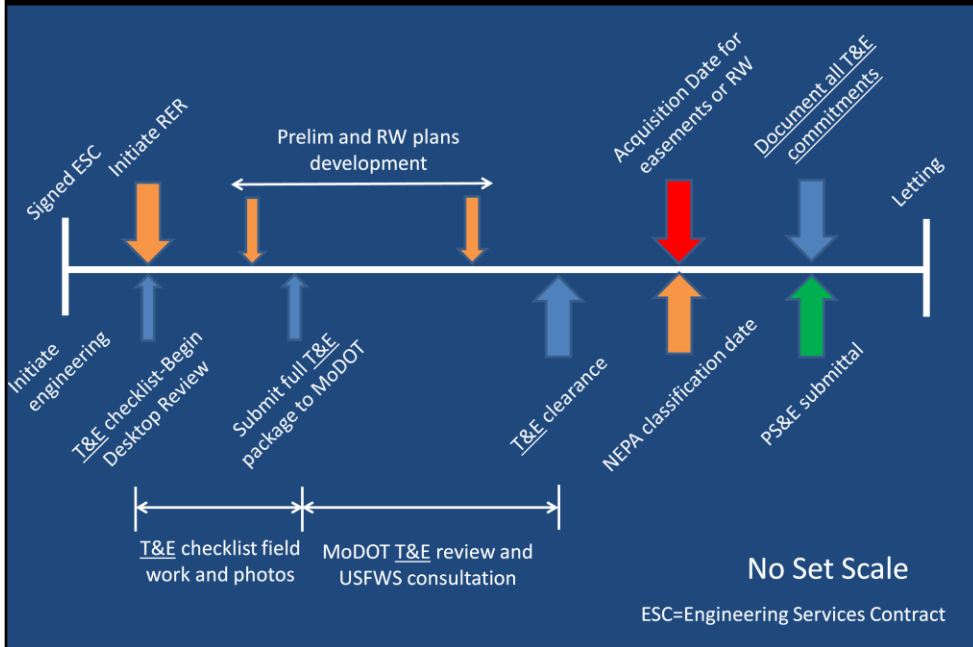 Signed ESC
Initiate RER
Prelim and RW plans
development
Acquisition Date for
easements or RW
Document all T&E
commitments
Letting
Initiate
engineering
T&E checklist-Begin
Desktop Review
Submit full T&E
package to MoDOT
T&E clearance
NEPA classification date
PS&E submittal
T&E checklist field
work and photos
MoDOT T&E review and
USFWS consultation
No Set Scale
ESC=Engineering Services Contract